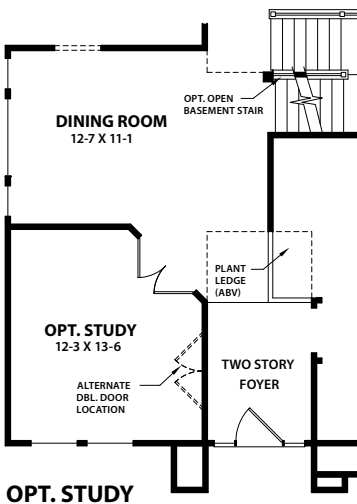 OPT. OPEN
BASEMENT STAIR
DINING ROOM
12-7 X 11-1
PLANT
LEDGE
(ABV)
OPT. STUDY
12-3 X 13-6
TWO STORY
FOYER
ALTERNATE
DBL. DOOR
LOCATION
OPT. STUDY